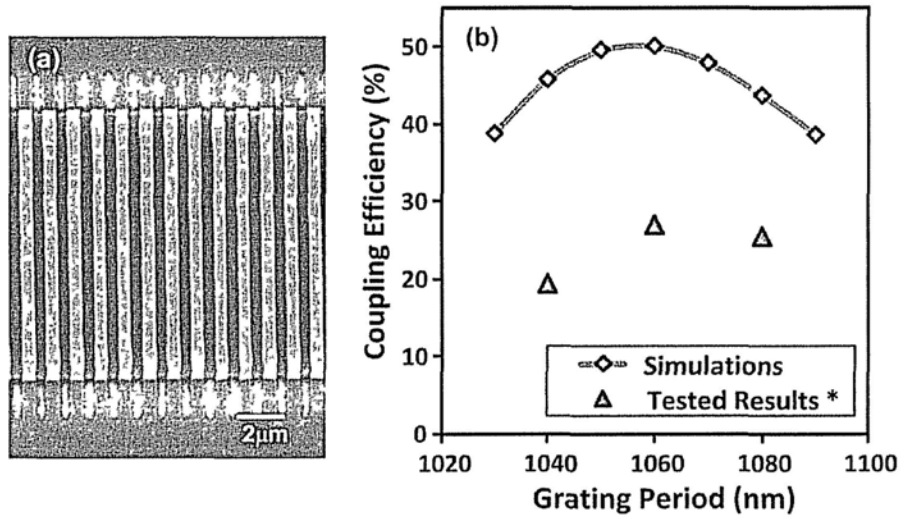 (a)
2μm
(b)
Coupling Efficiency (%)
50
40
30
20
10
0
Simulations
Tested Results *
1020
1040
1060
1080
1100
Grating Period (nm)